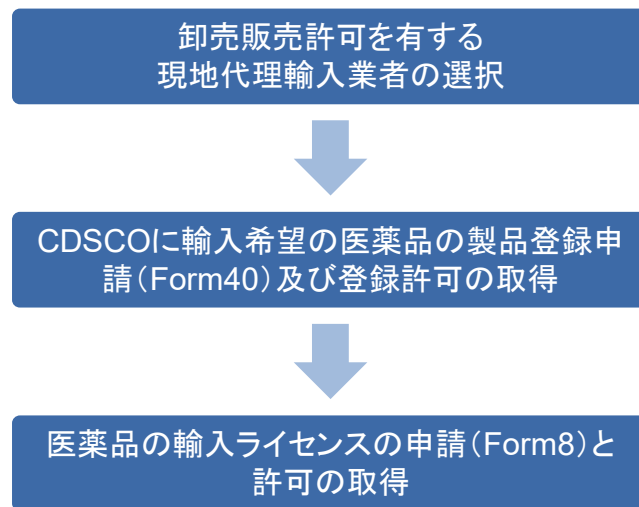 卸売販売許可を有する
現地代理輸入業者の選択
CDSCOに輸入希望の医薬品の製品登録申
請（Form40）及び登録許可の取得
医薬品の輸入ライセンスの申請（Form8）と
許可の取得